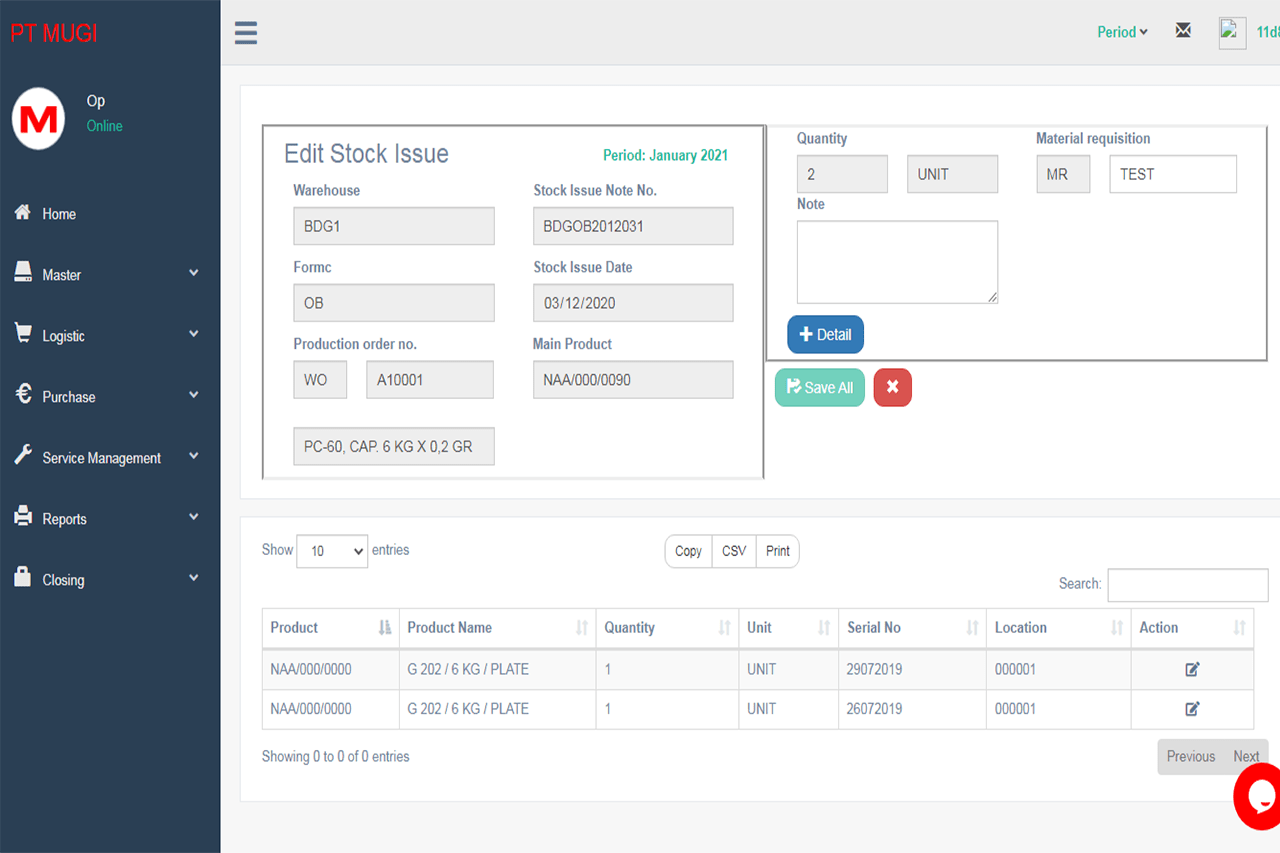 PT MUGI
M
Op
Online
Home
Master
Logistic
Purchase
Service Management
Reports
Closing
Period
11d8
Edit Stock Issue
Period: January 2021
Warehouse
Stock Issue Note No.
BDG1
BDGOB2012031
Formc
Stock Issue Date
OB
03/12/2020
Production order no.
Main Product
WO
A10001
NAA/000/0090
PC-60, CAP. 6 KG X 0,2 GR
Quantity
Material requisition
2
UNIT
MR
TEST
Note
Detail
Save All
Show 10 entries
Copy
CSV
Print
Search:
Product Product Name Quantity Unit Serial No Location Action
NAA/000/0000 G 202 / 6 KG / PLATE 1 UNIT 29072019 000001
NAA/000/0000 G 202 / 6 KG / PLATE 1 UNIT 26072019 000001
Showing 0 to 0 of 0 entries
Previous
Next